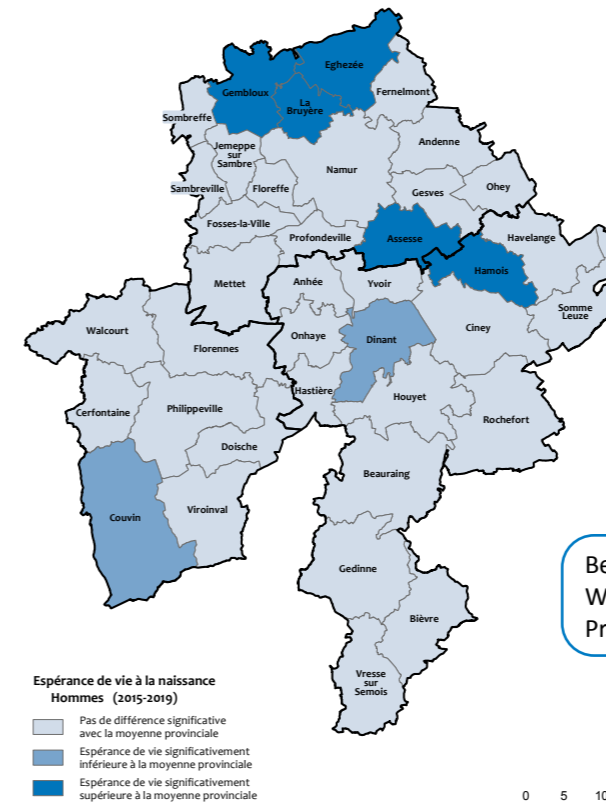 Eghezée
Gembloux
La
Bruyère
Fernelmont
Sombreffe
Jemeppe
sur
Sambre
Andenne
Namur
Sambreville
Floreffe
Gesves
Ohey
Fosses-la-Ville
Profondeville
Assesse
Havelange
Hamois
Mettet
Anhée
Yvoir
Somme
Leuze
Walcourt
Onhaye
Dinant
Ciney
Florennes
Hastière
Houyet
Cerfontaine
Philippeville
Rochefort
Doische
Beauraing
Couvin
Viroinval
Gedinne
Bièvre
Vresse
sur
Semois
Be
W
Pr
Espérance de vie à la naissance
Hommes (2015-2019)
Pas de différence significative
avec la moyenne provinciale
Espérance de vie significativement
inférieure à la moyenne provinciale
Espérance de vie significativement
supérieure à la moyenne provinciale
0 5 10